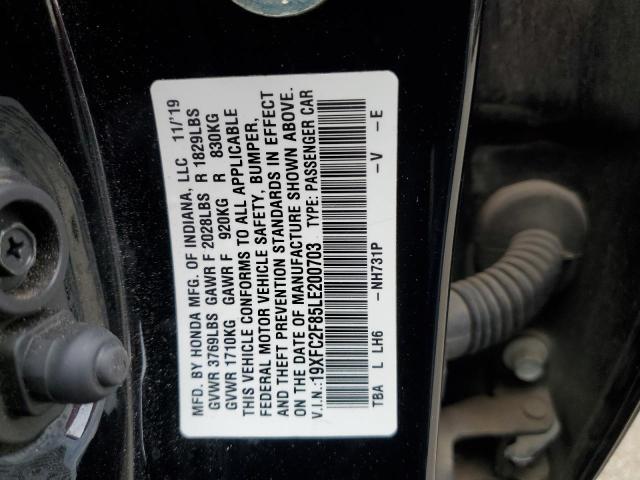 MFD. BY HONDA MFG. OF INDIANA, LLC 11/'19
GVWR 3769LBS GAWR F 2028LBS R 1829LBS
GVWR 1710KG GAWR F 920KG R 830KG
THIS VEHICLE CONFORMS TO ALL APPLICABLE
FEDERAL MOTOR VEHICLE SAFETY, BUMPER,
AND THEFT PREVENTION STANDARDS IN EFFECT
ON THE DATE OF MANUFACTURE SHOWN ABOVE.
V.I.N.: 19XFC2F85LE200703 TYPE: PASSENGER CAR
TBA L LH6 -NH731P -V -E